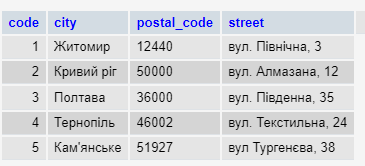 code city postal_code street
1 Житомир 12440 вул. Північна, 3
2 Кривий ріг 50000 вул. Алмазана, 12
3 Полтава 36000 вул. Південна, 35
4 Тернопіль 46002 вул. Текстильна, 24
5 Кам'янське 51927 вул Тургенєва, 38